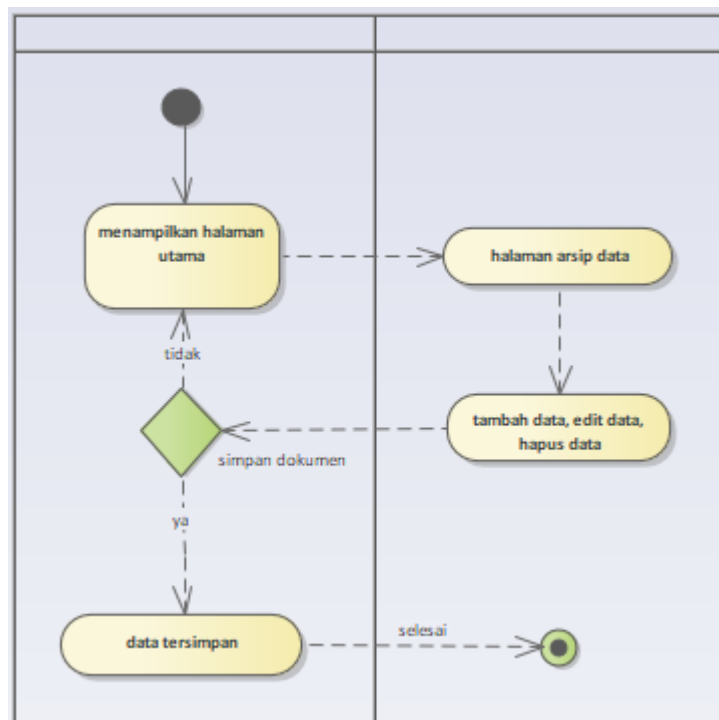 menampilkan halaman
utama
halaman arsip data
tidak
tambah data, edit data,
hapus data
simpan dokumen
ya
data tersimpan
selesai